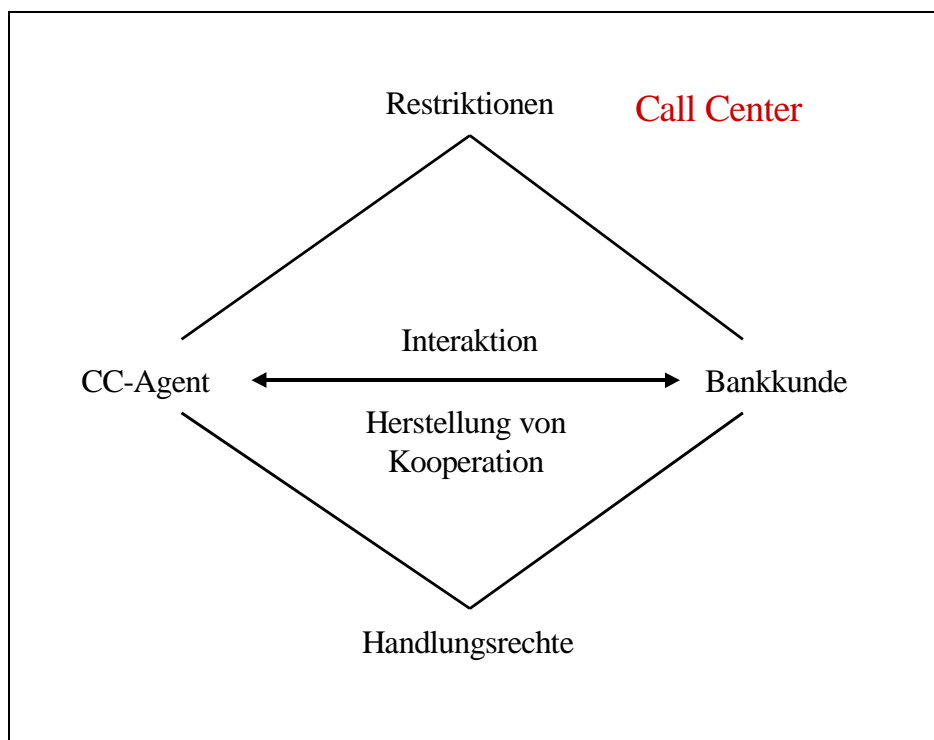 Restriktionen
Call Center
Interaktion
CC-Agent
Bankkunde
Herstellung von
Kooperation
Handlungsrechte